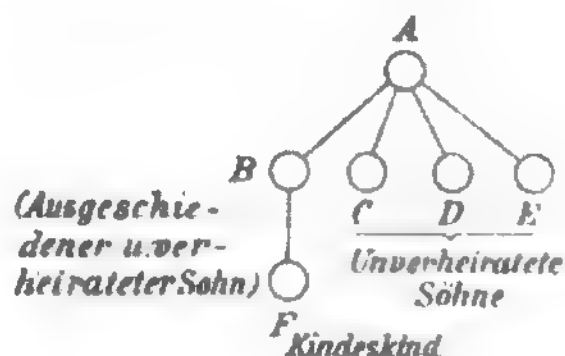 A
B
(Ausgeschie-
dener u. ver-
heirateter Sohn)
C D E
Unverheiratete
Söhne
F
Kindeskind